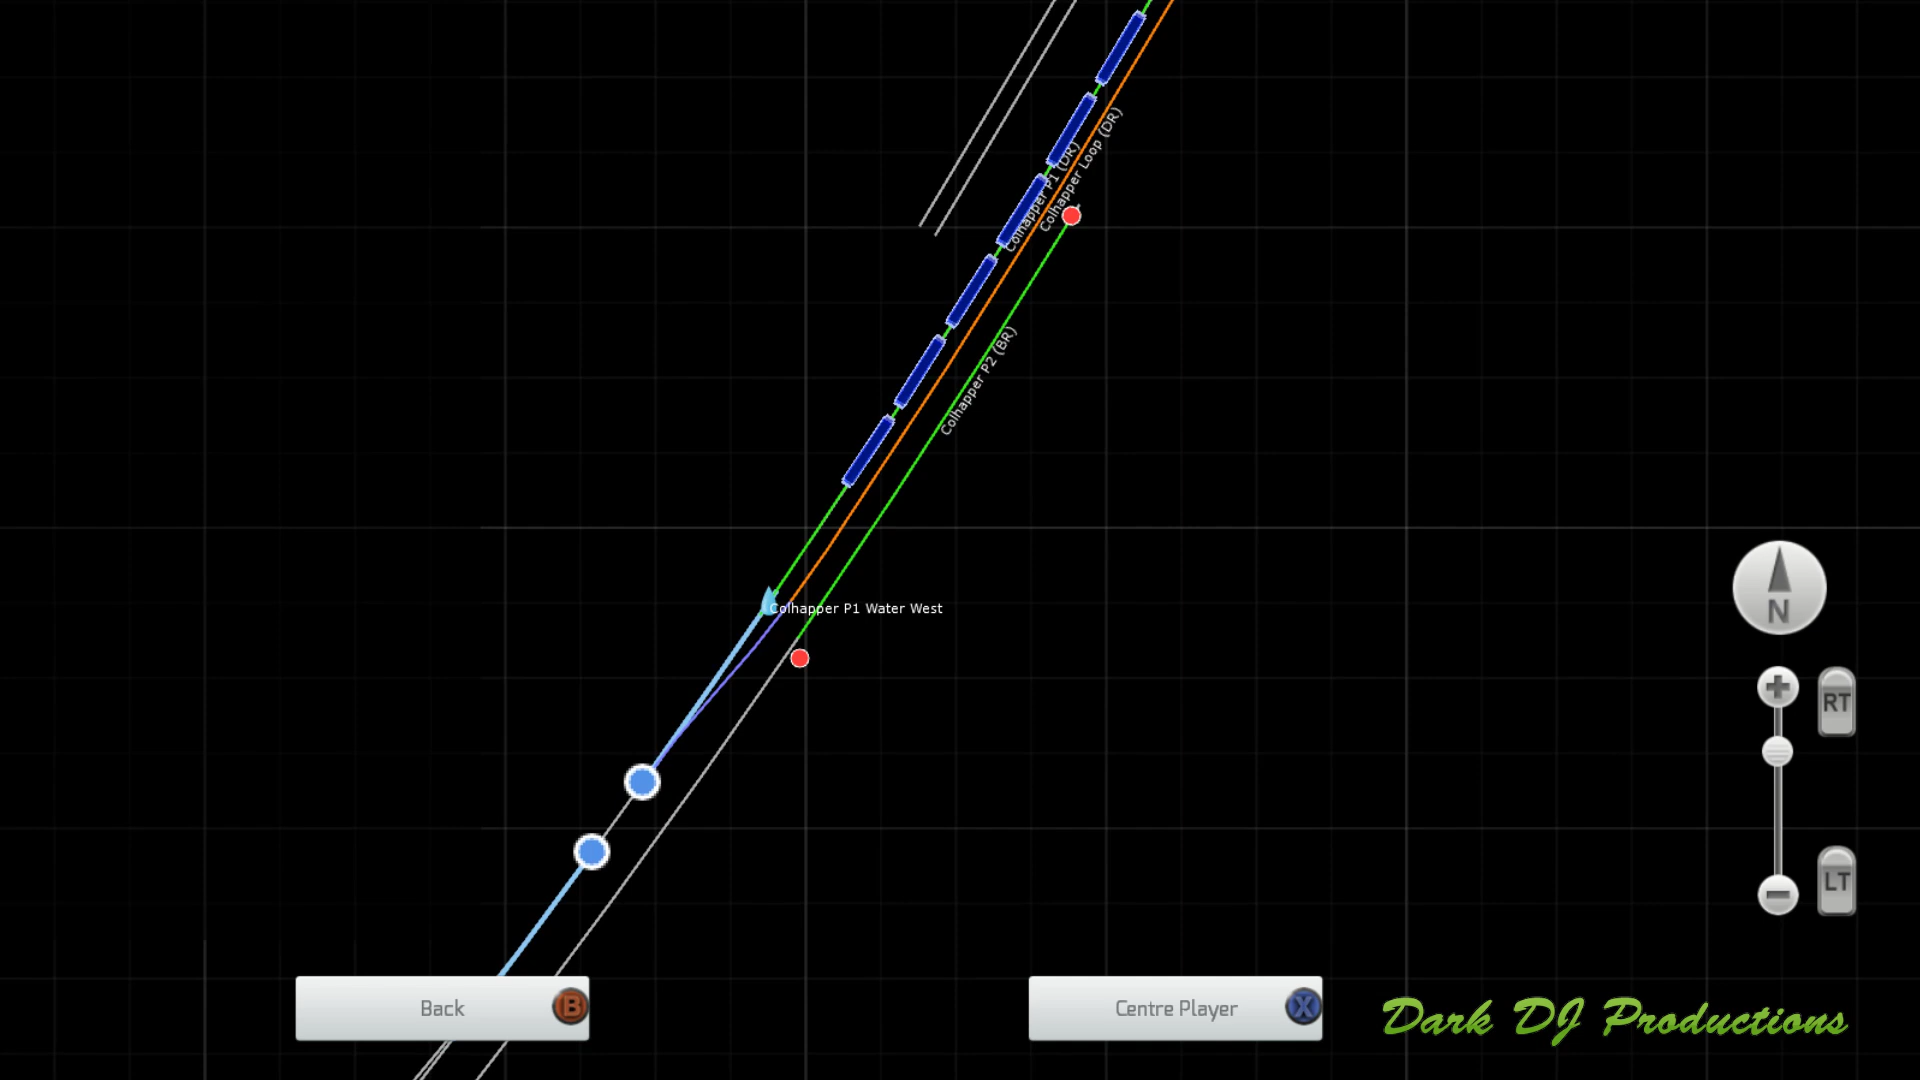 Colhapper P1 (DR)
Colhapper Loop (DR)
Colhapper P2 (BR)
Colhapper P1 Water West
N
RT
LT
Back B
Centre Player X
Dark DJ Productions